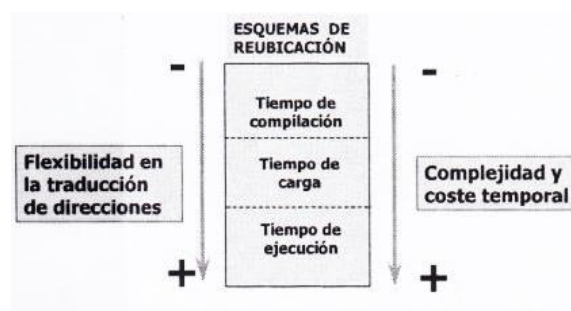 ESQUEMAS DE
REUBICACIÓN
-
-
Tiempo de
compilación
Flexibilidad en
la traducción
de direcciones
Tiempo de
carga
Complejidad y
coste temporal
Tiempo de
ejecución
+
+